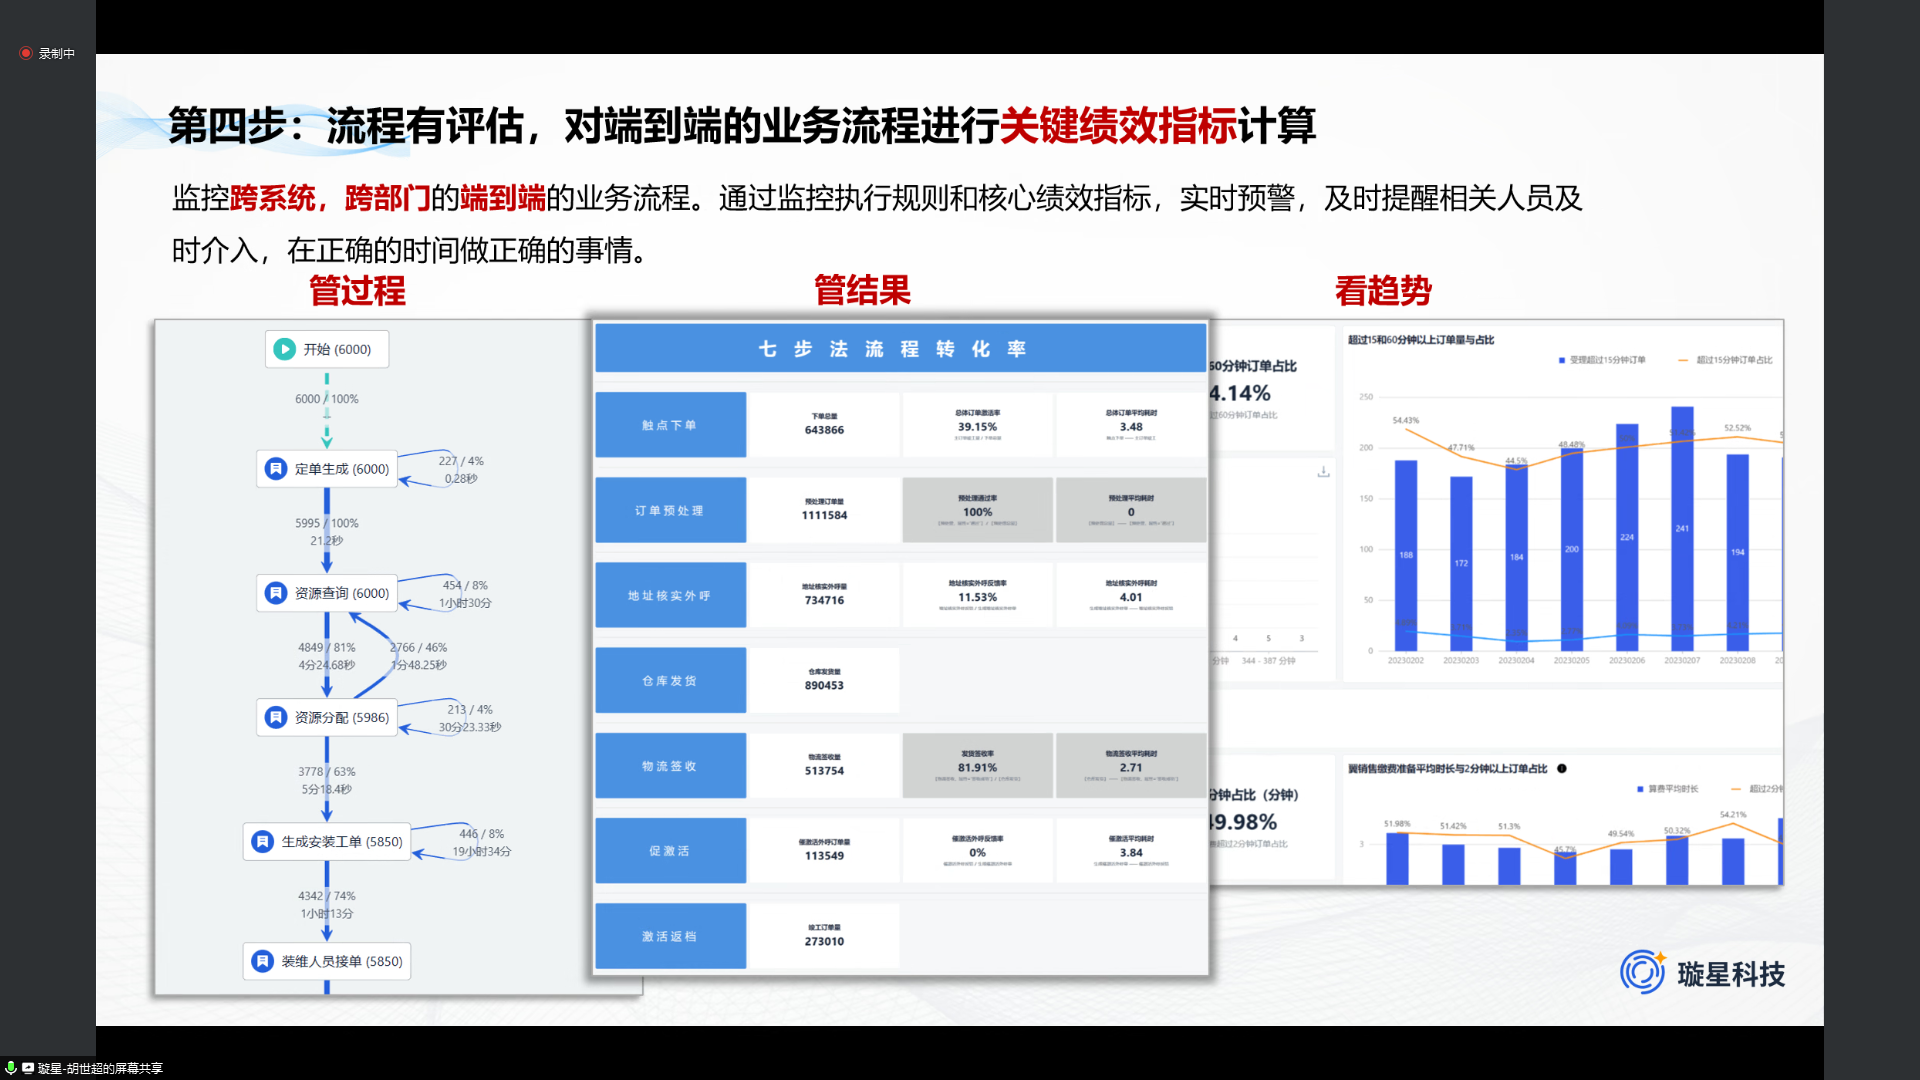 录制中
第四步：流程有评估，对端到端的业务流程进行关键绩效指标计算
监控跨系统，跨部门的端到端的业务流程。通过监控执行规则和核心绩效指标，实时预警，及时提醒相关人员及
时介入，在正确的时间做正确的事情。
管过程
管结果
看趋势
开始 (6000)
6000 / 100%
定单生成 (6000)
227 / 4%
0.28秒
5995 / 100%
21.2秒
资源查询 (6000)
454 / 8%
1小时30分
4849 / 81%
4分24.68秒
2766 / 46%
1分48.25秒
资源分配 (5986)
213 / 4%
30分23.33秒
3778 / 63%
5分18.4秒
生成安装工单 (5850)
446 / 8%
19小时34分
4342 / 74%
1小时13分
装维人员接单 (5850)
七步法流程转化率
触点下单
下单总量
643866
总体订单激活率
39.15%
总体订单平均耗时
3.48
订单预处理
预处理订单量
1111584
预处理通过率
100%
预处理平均耗时
0
地址核实外呼
地址核实外呼量
734716
地址核实外呼反馈率
11.53%
地址核实外呼耗时
4.01
仓库发货
仓库发货量
890453
物流签收
物流签收量
513754
发货签收率
81.91%
物流签收平均耗时
2.71
促激活
催激活外呼订单量
113549
催激活外呼反馈率
0%
催激活平均耗时
3.84
激活返档
竣工订单量
273010
60分钟订单占比
4.14%
过60分钟订单占比
4 5 3
分钟 344 - 387 分钟
超过15和60分钟以上订单量与占比
受理超过15分钟订单 超过15分钟订单占比
250
200
150
100
50
0
54.43%
47.71%
44.5%
48.48%
52.52%
188
172
184
200
224
241
194
20230202 20230203 20230204 20230205 20230206 20230207 20230208 20
分钟占比（分钟）
49.98%
超过2分钟订单占比
翼销售缴费准备平均时长与2分钟以上订单占比
算费平均时长 超过2分钟
3
51.98%
51.42%
51.3%
45.7%
49.54%
50.32%
54.21%
璇星科技
璇星-胡世超的屏幕共享